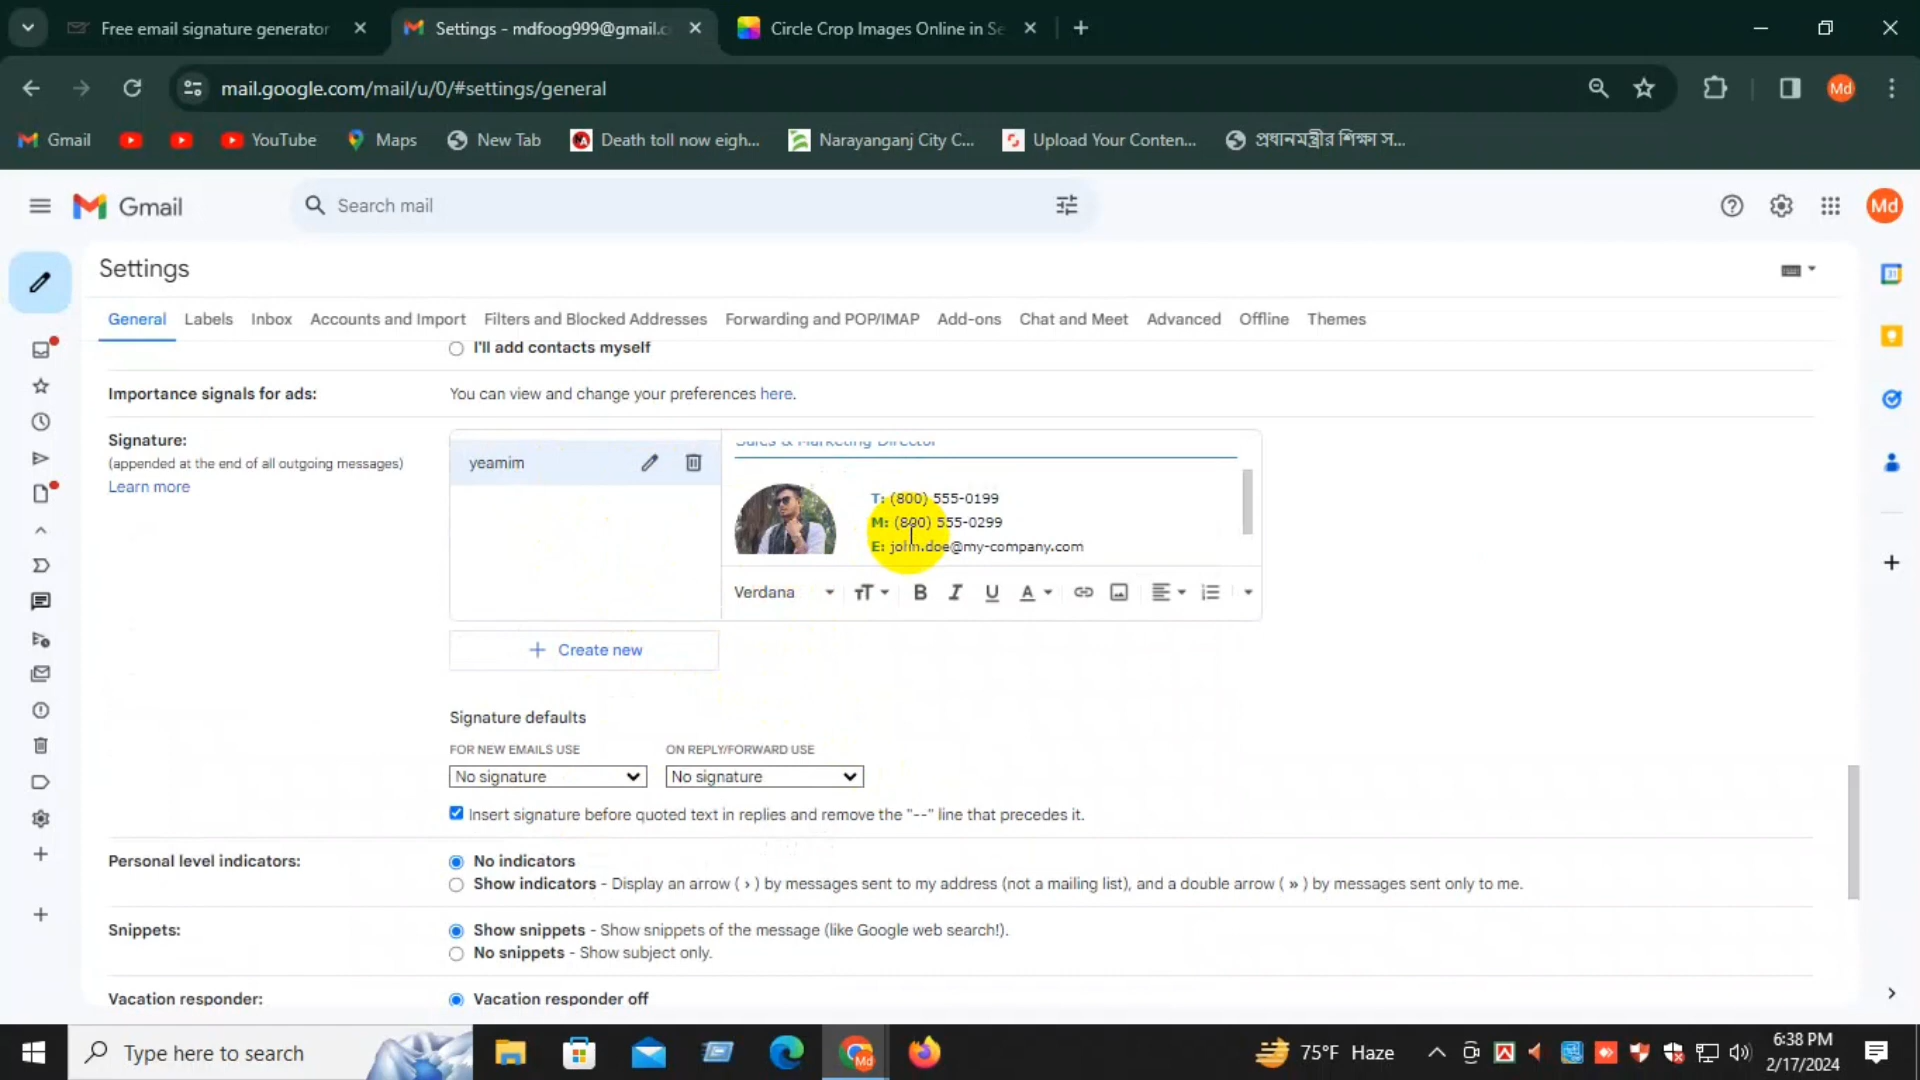 Free email signature generator
Settings - mdfoog999@gmail.c
Circle Crop Images Online in Se
mail.google.com/mail/u/0/#settings/general
Md
Gmail
YouTube
Maps
New Tab
Death toll now eigh...
Narayanganj City C...
Upload Your Conten...
প্রধানমন্ত্রীর শিক্ষা স...
Gmail
Search mail
Md
Settings
General
Labels
Inbox
Accounts and Import
Filters and Blocked Addresses
Forwarding and POP/IMAP
Add-ons
Chat and Meet
Advanced
Offline
Themes
I'll add contacts myself
Importance signals for ads:
You can view and change your preferences here.
Signature:
(appended at the end of all outgoing messages)
Learn more
yeamim
Sales & Marketing Director
T: (800) 555-0199
M: (800) 555-0299
E: john.doe@my-company.com
Verdana
Create new
Signature defaults
FOR NEW EMAILS USE
ON REPLY/FORWARD USE
No signature
No signature
Insert signature before quoted text in replies and remove the "--" line that precedes it.
Personal level indicators:
No indicators
Show indicators - Display an arrow ( › ) by messages sent to my address (not a mailing list), and a double arrow ( » ) by messages sent only to me.
Snippets:
Show snippets - Show snippets of the message (like Google web search!).
No snippets - Show subject only.
Vacation responder:
Vacation responder off
Type here to search
75°F Haze
6:38 PM
2/17/2024